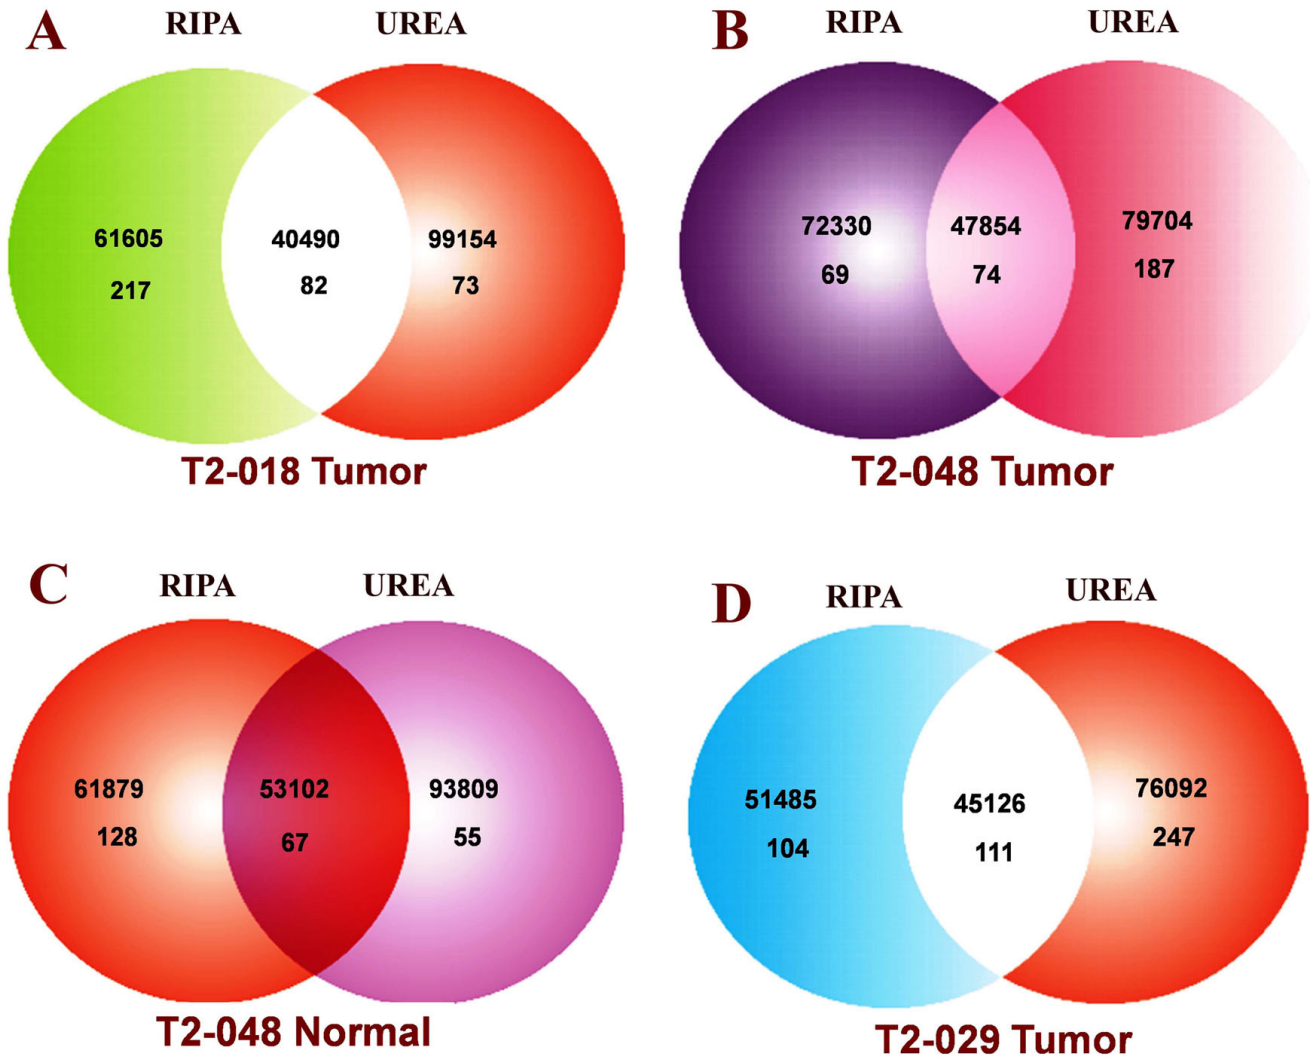 A
RIPA UREA
61605 40490 99154
217 82 73
T2-018 Tumor
B
RIPA UREA
72330 47854 79704
69 74 187
T2-048 Tumor
C
RIPA UREA
61879 53102 93809
128 67 55
T2-048 Normal
D
RIPA UREA
51485 45126 76092
104 111 247
T2-029 Tumor